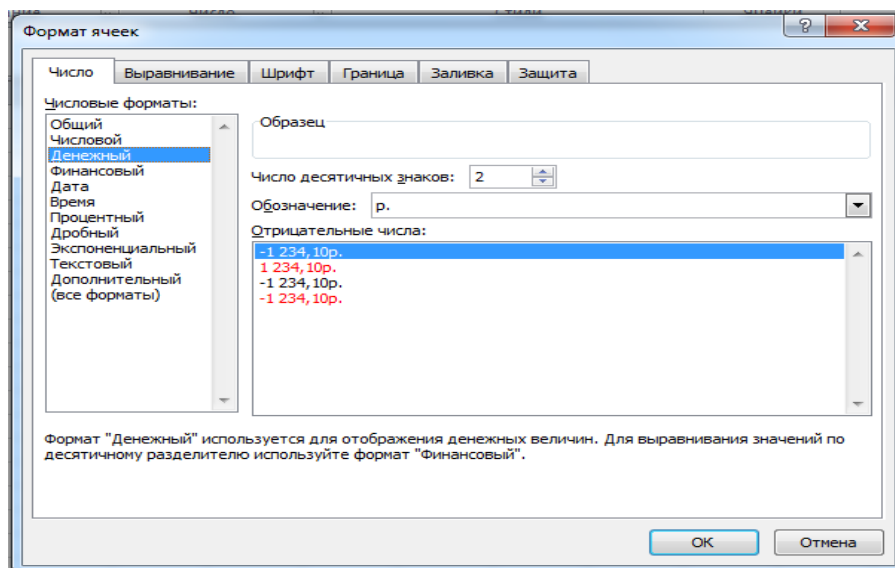 Число
Стили
Формат ячеек
Число Выравнивание Шрифт Граница Заливка Защита
Числовые форматы:
Общий
Числовой
Денежный
Финансовый
Дата
Время
Процентный
Дробный
Экспоненциальный
Текстовый
Дополнительный
(все форматы)
Образец
Число десятичных знаков: 2
Обозначение: р.
Отрицательные числа:
-1 234,10р.
1 234,10р.
-1 234,10р.
-1 234,10р.
Формат "Денежный" используется для отображения денежных величин. Для выравнивания значений по
десятичному разделителю используйте формат "Финансовый".
ОК Отмена